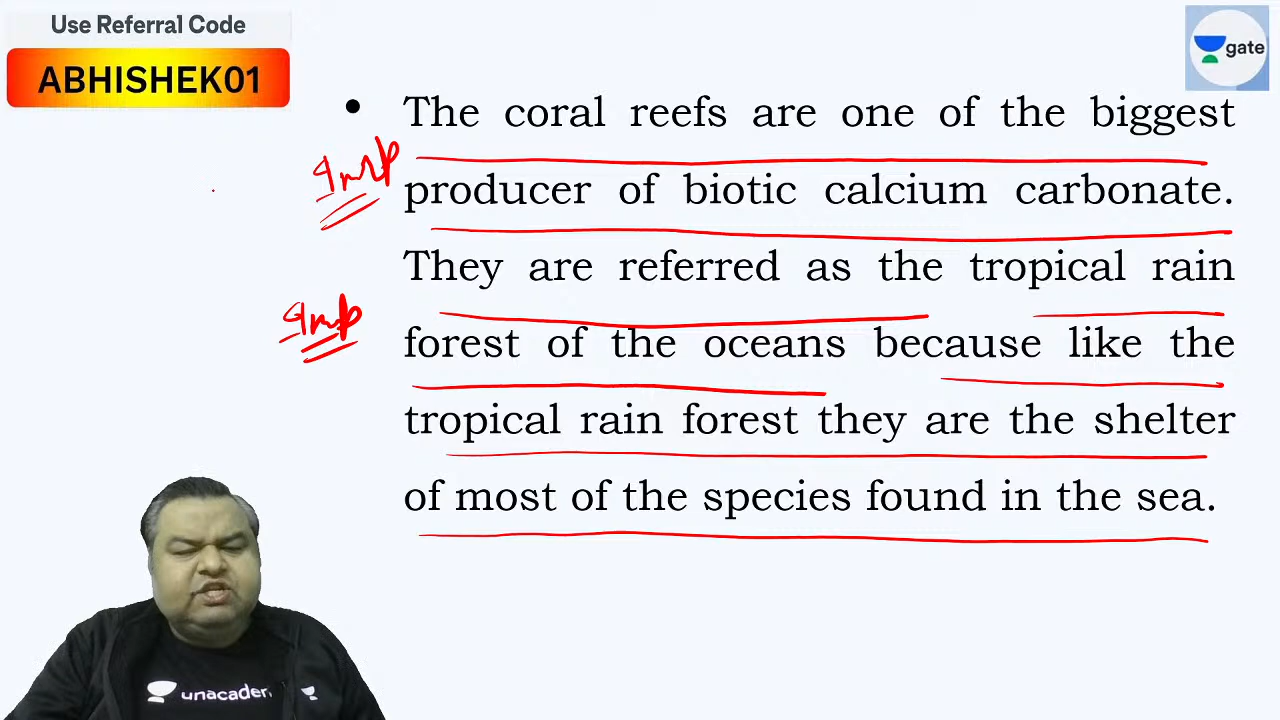 Use Referral Code
ABHISHEK01
gate
• The coral reefs are one of the biggest
Imp
producer of biotic calcium carbonate.
They are referred as the tropical rain
Imp
forest of the oceans because like the
tropical rain forest they are the shelter
of most of the species found in the sea.